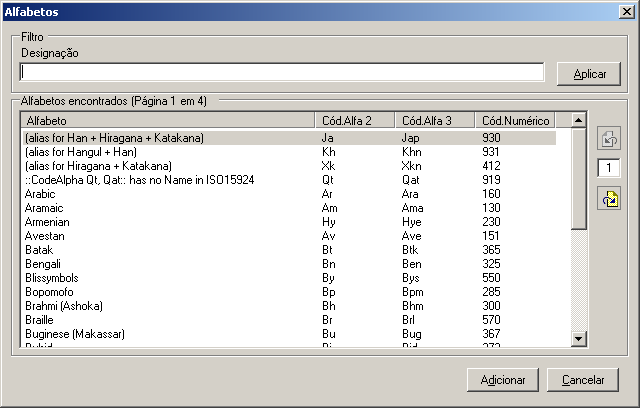 Alfabetos
Filtro
Designação
Aplicar
Alfabetos encontrados (Página 1 em 4)
Alfabeto Cód.Alfa 2 Cód.Alfa 3 Cód.Numérico
(alias for Han + Hiragana + Katakana) Ja Jap 930
(alias for Hangul + Han) Kh Khn 931
(alias for Hiragana + Katakana) Xk Xkn 412
::CodeAlpha Qt, Qat:: has no Name in ISO15924 Qt Qat 919
Arabic Ar Ara 160
Aramaic Am Ama 130
Armenian Hy Hye 230
Avestan Av Ave 151
Batak Bt Btk 365
Bengali Bn Ben 325
Blissymbols By Bys 550
Bopomofo Bp Bpm 285
Brahmi (Ashoka) Bh Bhm 300
Braille Br Brl 570
Buginese (Makassar) Bu Bug 367
1
Adicionar Cancelar